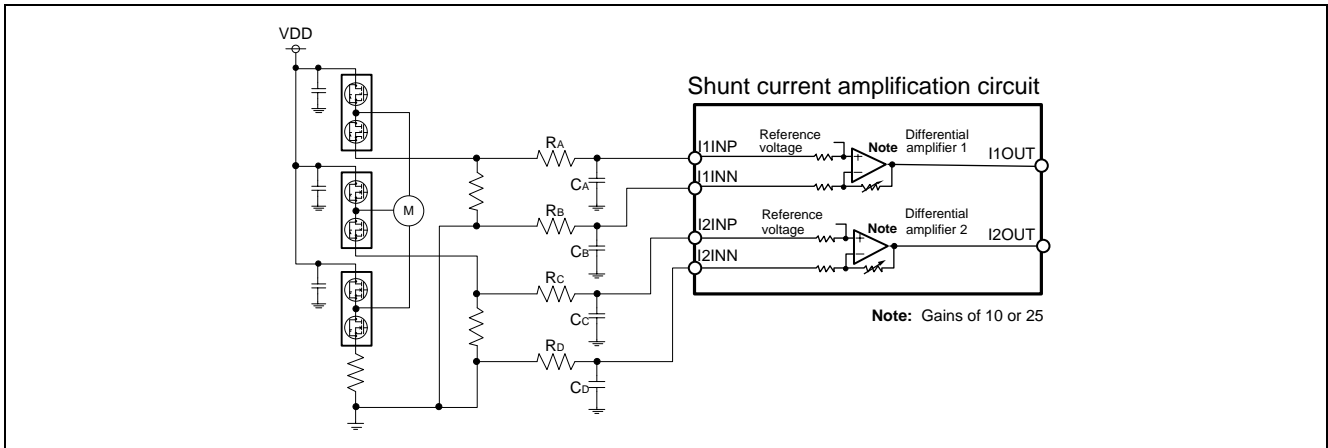 VDD
M
RA
CA
RB
CB
RC
CC
RD
CD
Shunt current amplification circuit
I1INP
I1INN
Reference
voltage
Note
Differential
amplifier 1
I1OUT
+
−
I2INP
I2INN
Reference
voltage
Note
Differential
amplifier 2
I2OUT
+
−
Note: Gains of 10 or 25